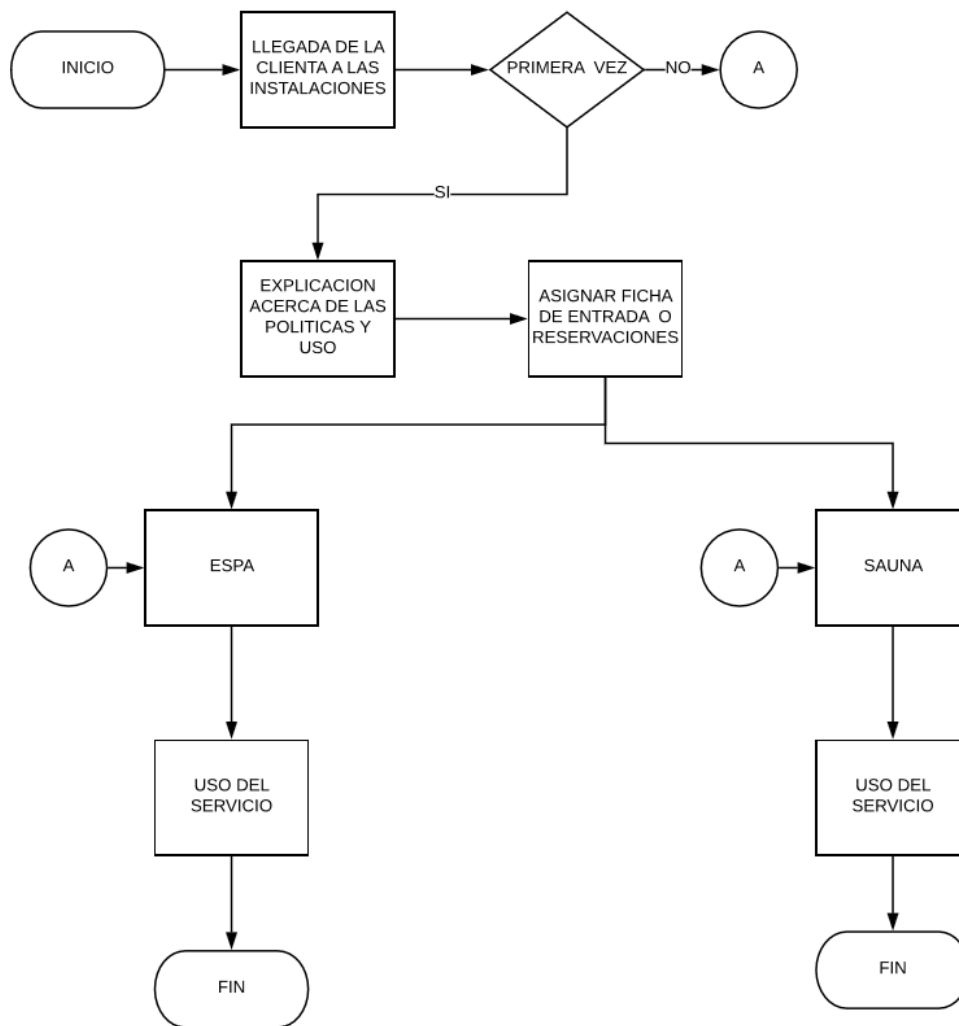 INICIO
LLEGADA DE LA
CLIENTA A LAS
INSTALACIONES
PRIMERA VEZ
NO
A
SI
EXPLICACION
ACERCA DE LAS
POLITICAS Y
USO
ASIGNAR FICHA
DE ENTRADA O
RESERVACIONES
A
ESPA
A
SAUNA
USO DEL
SERVICIO
USO DEL
SERVICIO
FIN
FIN